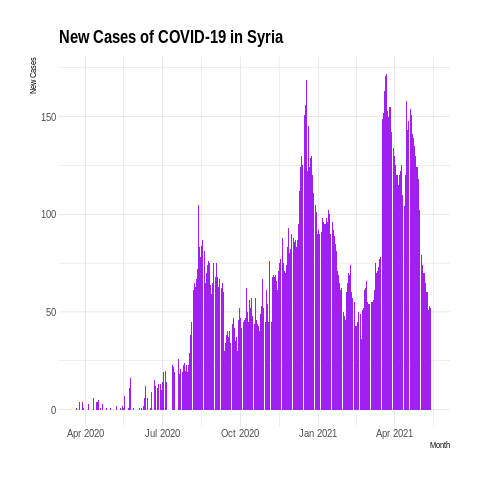 New Cases of COVID-19 in Syria
New Cases
150
100
50
0
Apr 2020 Jul 2020 Oct 2020 Jan 2021 Apr 2021
Month